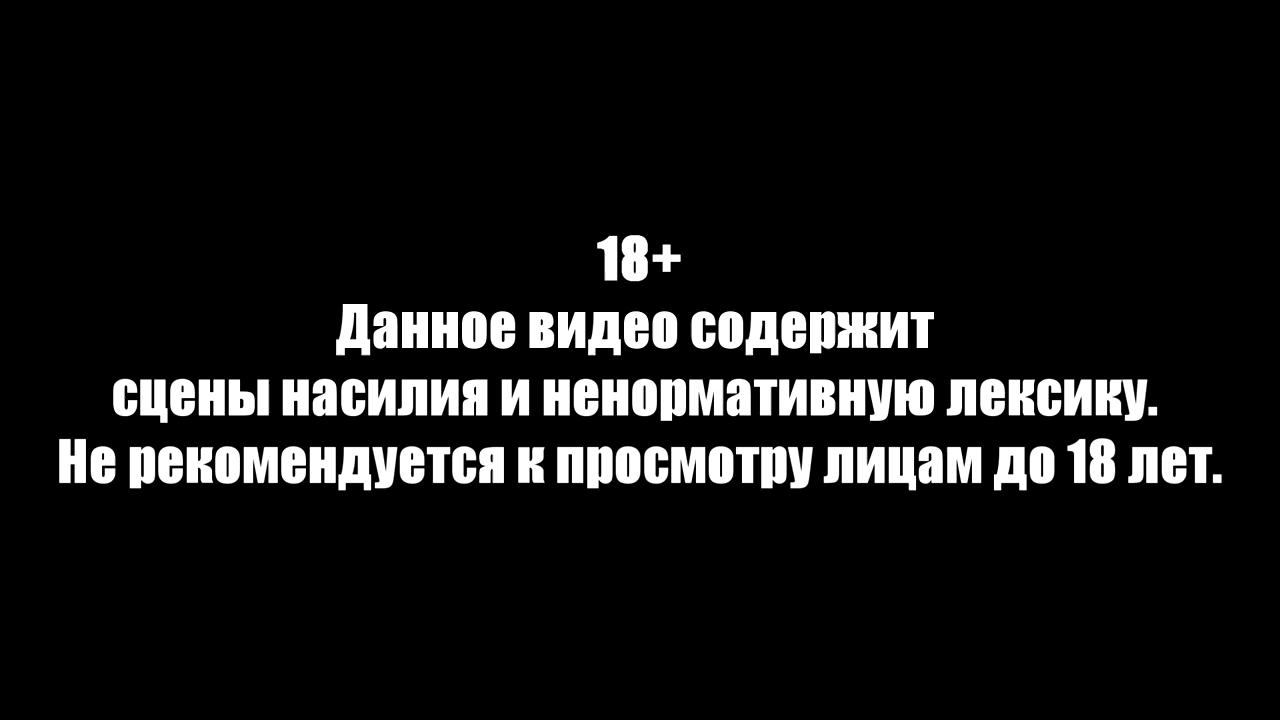 18+
Данное видео содержит
сцены насилия и ненормативную лексику.
Не рекомендуется к просмотру лицам до 18 лет.